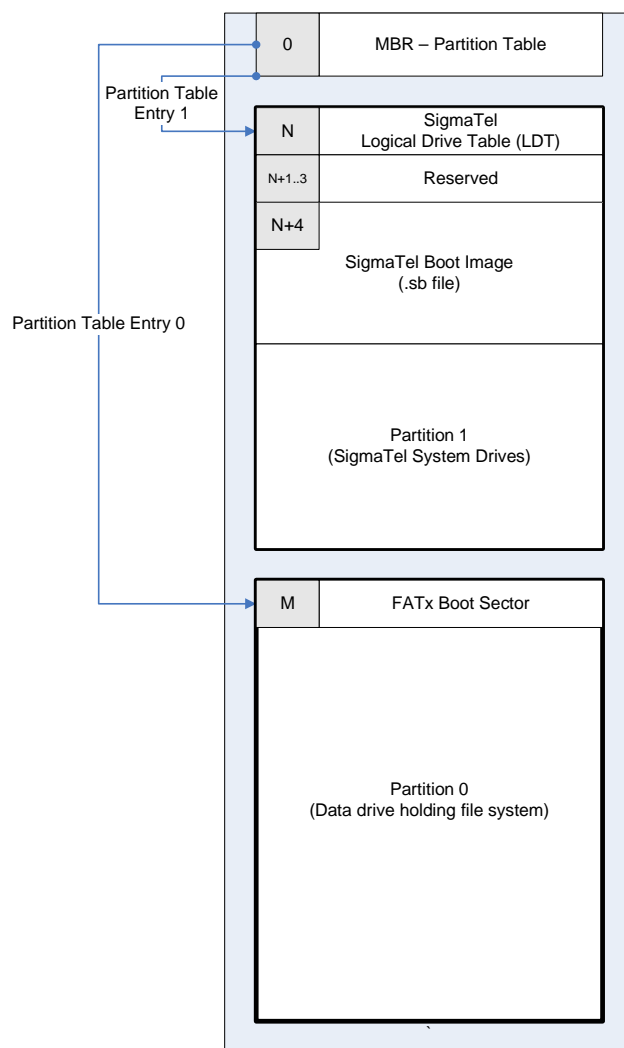 0
MBR – Partition Table
Partition Table
Entry 1
N
SigmaTel
Logical Drive Table (LDT)
N+1..3
Reserved
N+4
SigmaTel Boot Image
(.sb file)
Partition Table Entry 0
Partition 1
(SigmaTel System Drives)
M
FATx Boot Sector
Partition 0
(Data drive holding file system)
`